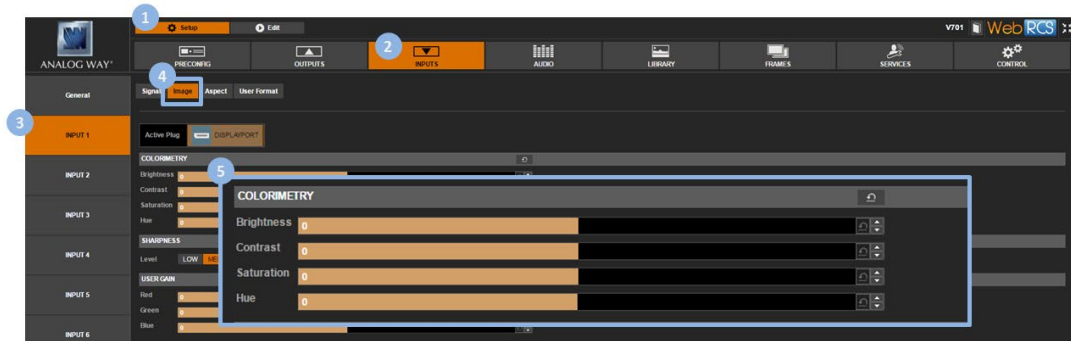 1
Setup
Edit
V701
Web RCS
ANALOG WAY®
PRECONFIG
OUTPUTS
2
INPUTS
AUDIO
LIBRARY
FRAMES
SERVICES
CONTROL
General
4
Signal
Image
Aspect
User Format
3
INPUT 1
Active Plug
DISPLAYPORT
COLORIMETRY
Brightness 0
Contrast 0
Saturation 0
Hue 0
INPUT 2
INPUT 3
INPUT 4
INPUT 5
INPUT 6
SHARPNESS
Level LOW
USER GAIN
Red 0
Green 0
Blue 0
5
COLORIMETRY
Brightness 0
Contrast 0
Saturation 0
Hue 0